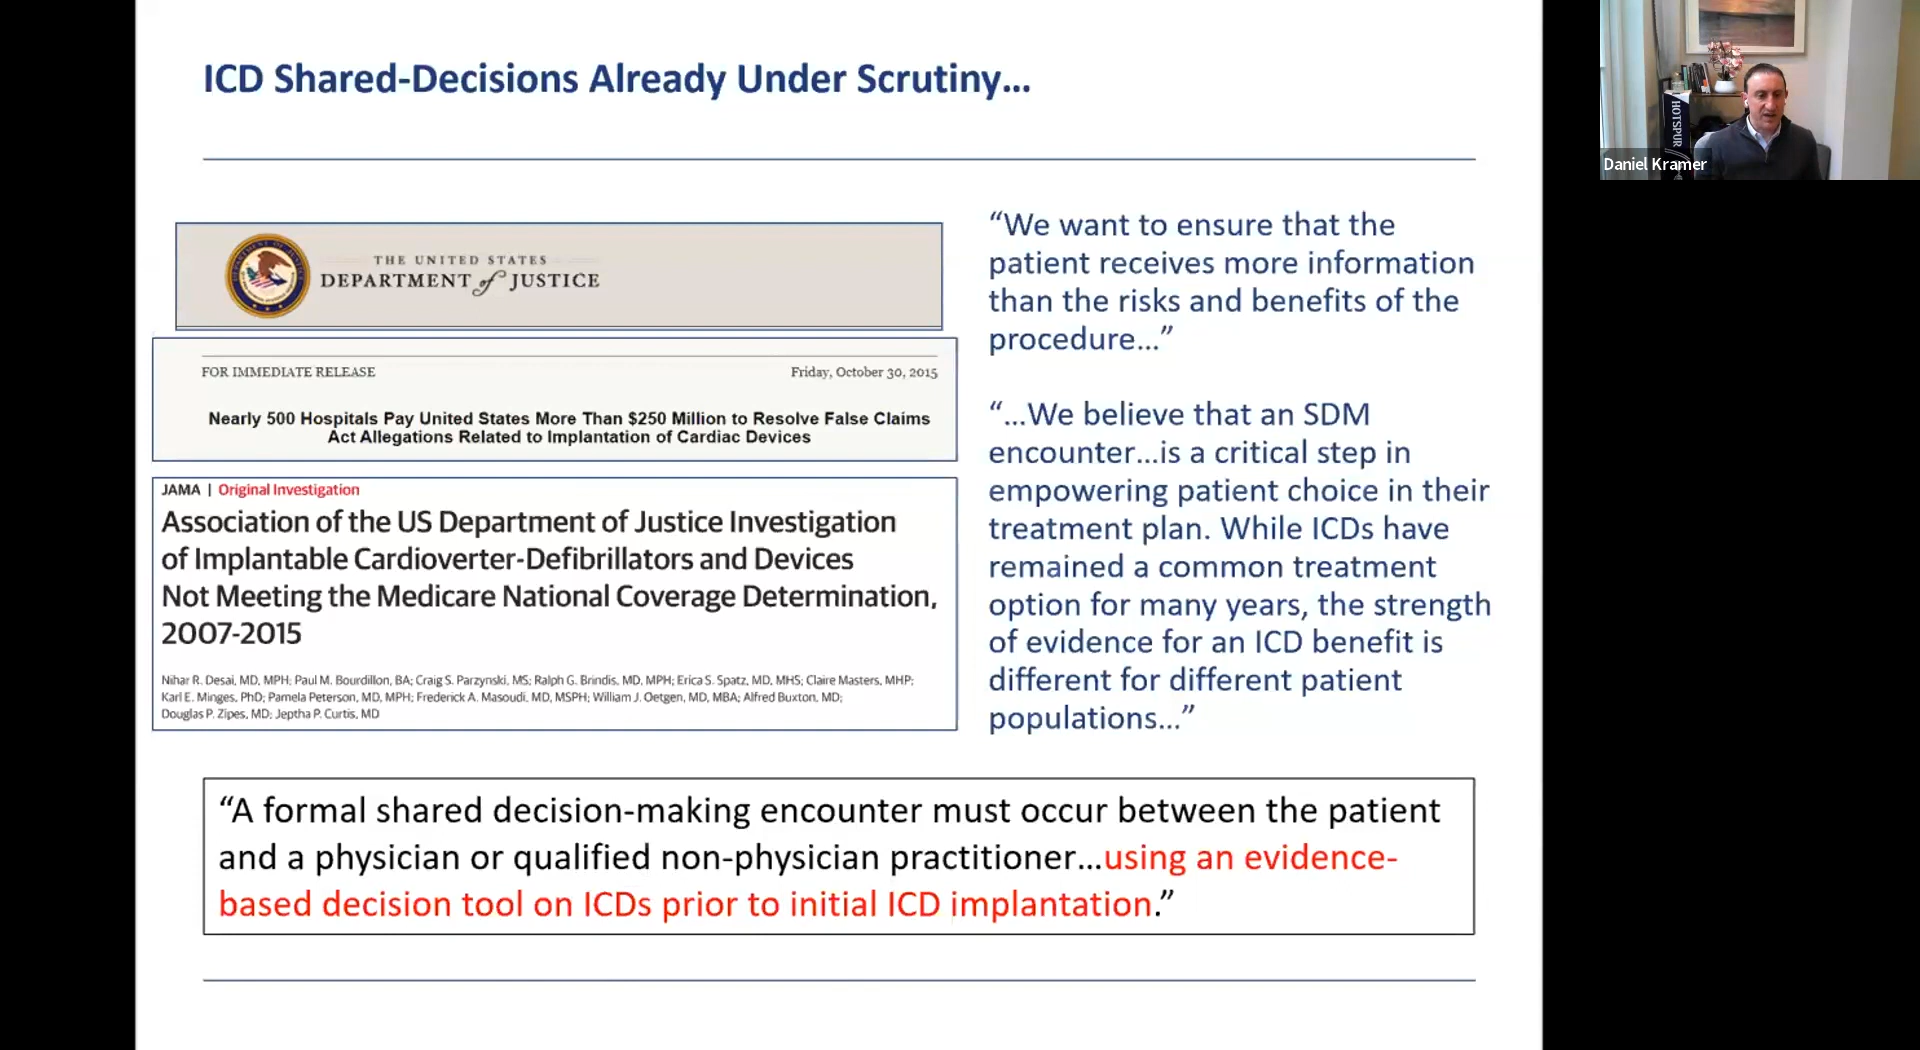 ICD Shared-Decisions Already Under Scrutiny...
THE UNITED STATES
DEPARTMENT of JUSTICE
FOR IMMEDIATE RELEASE
Friday, October 30, 2015
Nearly 500 Hospitals Pay United States More Than $250 Million to Resolve False Claims
Act Allegations Related to Implantation of Cardiac Devices
JAMA | Original Investigation
Association of the US Department of Justice Investigation
of Implantable Cardioverter-Defibrillators and Devices
Not Meeting the Medicare National Coverage Determination,
2007-2015
Nihar R. Desai, MD, MPH; Paul M. Bourdillon, BA; Craig S. Parzynski, MS; Ralph G. Brindis, MD, MPH; Erica S. Spatz, MD, MHS; Claire Masters, MHP;
Karl E. Minges, PhD; Pamela Peterson, MD, MPH; Frederick A. Masoudi, MD, MSPH; William J. Oetgen, MD, MBA; Alfred Buxton, MD;
Douglas P. Zipes, MD; Jeptha P. Curtis, MD
“We want to ensure that the
patient receives more information
than the risks and benefits of the
procedure...”
“...We believe that an SDM
encounter...is a critical step in
empowering patient choice in their
treatment plan. While ICDs have
remained a common treatment
option for many years, the strength
of evidence for an ICD benefit is
different for different patient
populations...”
“A formal shared decision-making encounter must occur between the patient
and a physician or qualified non-physician practitioner...using an evidence-
based decision tool on ICDs prior to initial ICD implantation.”
HOTSPUR
Daniel Kramer